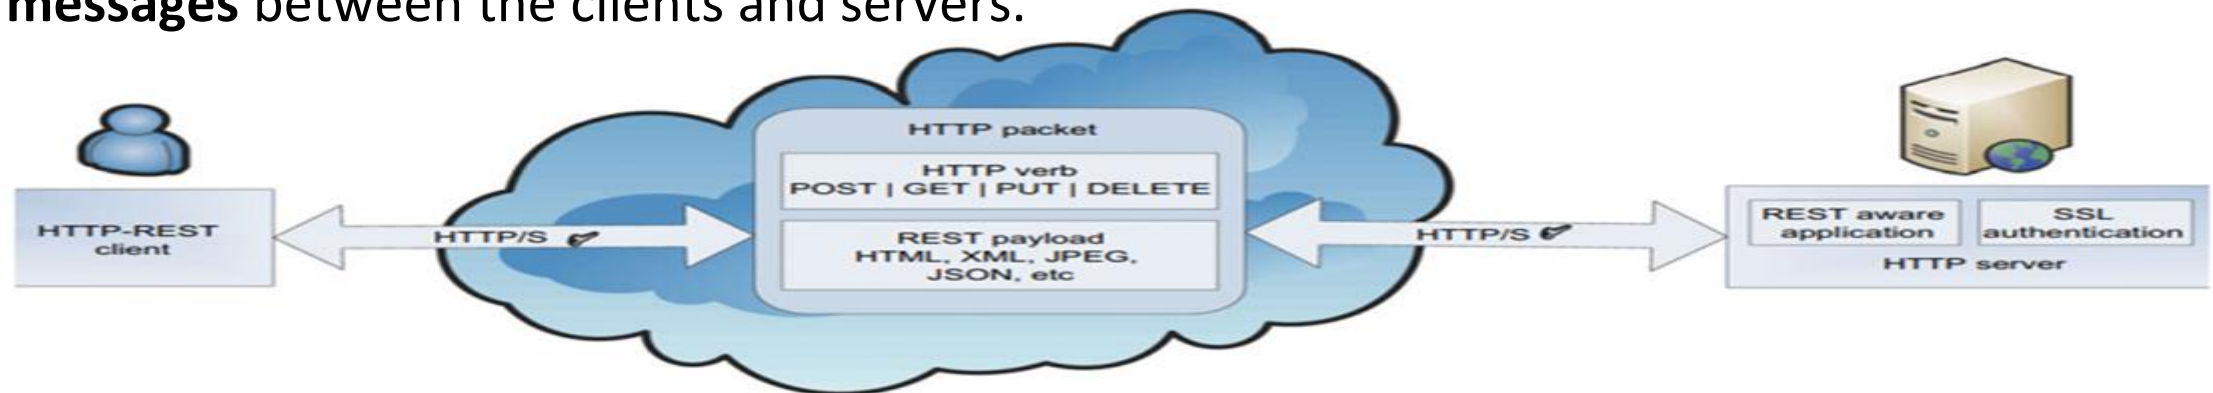 messages between the clients and servers.
HTTP packet
HTTP verb
POST | GET | PUT | DELETE
REST payload
HTML, XML, JPEG,
JSON, etc
HTTP-REST
client
HTTP/S
HTTP/S
REST aware
application
SSL
authentication
HTTP server